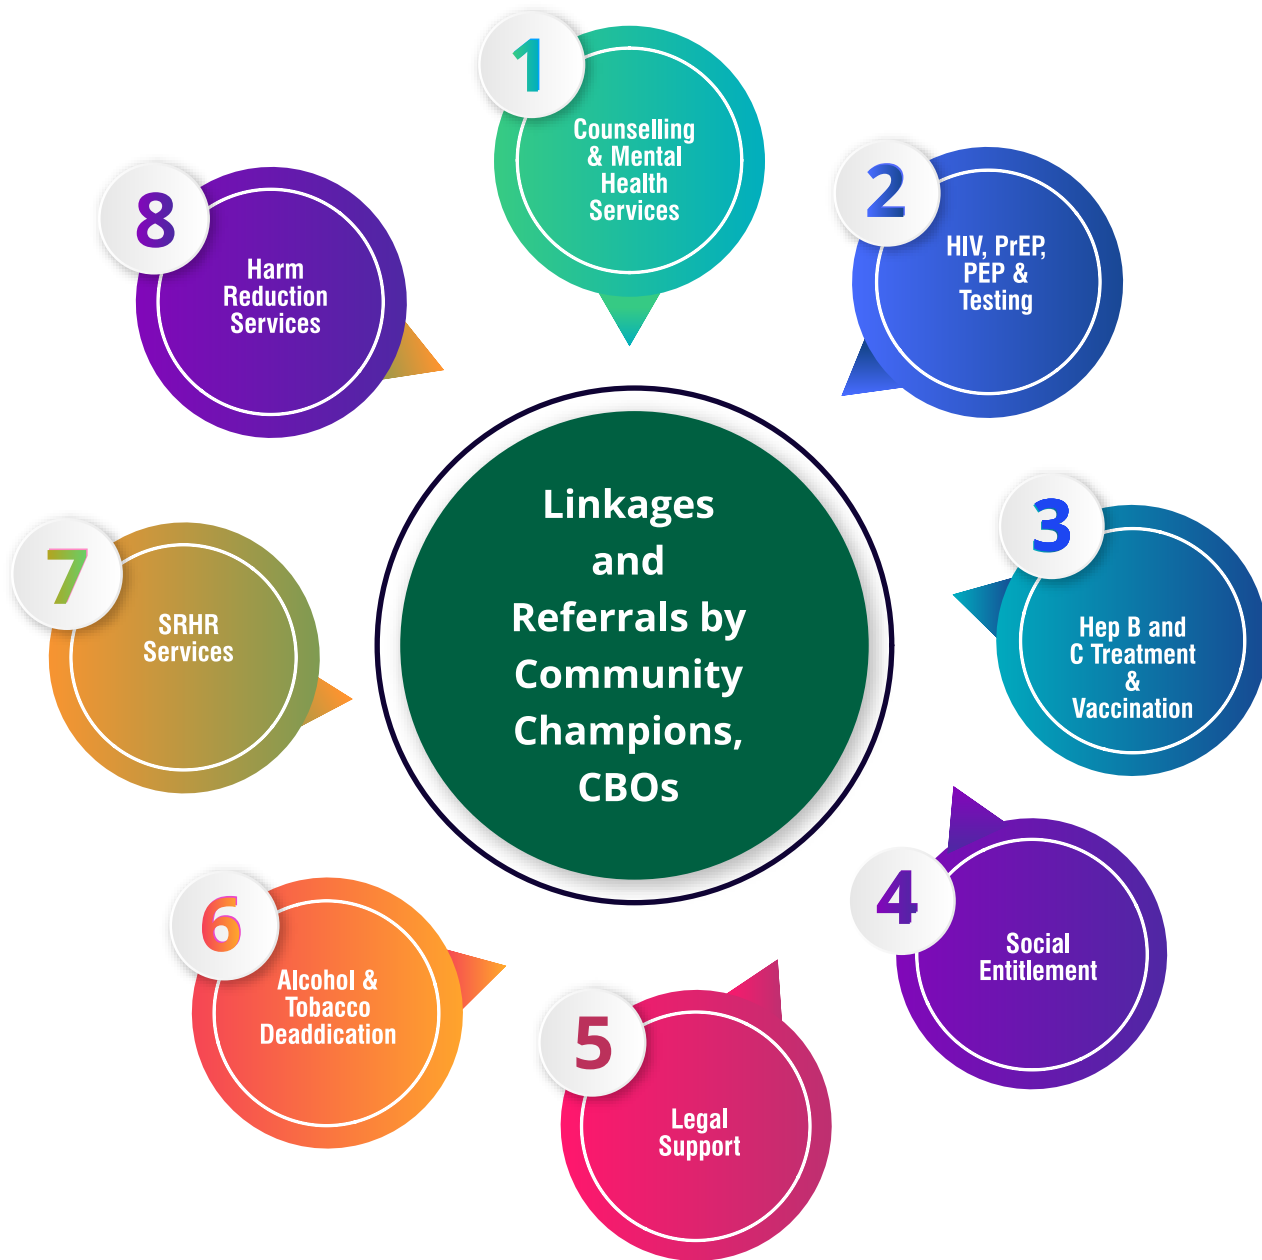 1
Counselling
& Mental
Health
Services
2
HIV, PrEP,
PEP &
Testing
3
Hep B and
C Treatment
&
Vaccination
4
Social
Entitlement
5
Legal
Support
6
Alcohol &
Tobacco
Deaddication
7
SRHR
Services
8
Harm
Reduction
Services
Linkages
and
Referrals by
Community
Champions,
CBOs